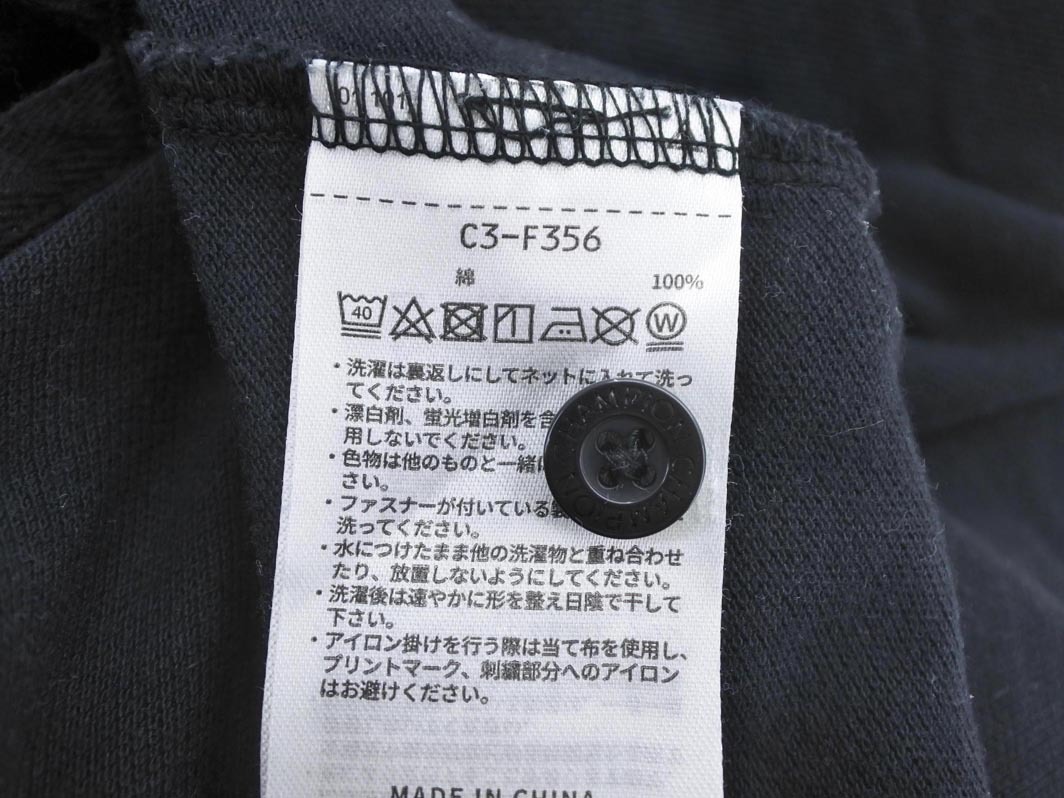 C3-F356
綿 100%
40 W
・洗濯は裏返しにしてネットに入れて洗っ
てください。
・漂白剤、蛍光増白剤を含
用しないでください。
・色物は他のものと一緒に
さい。
・ファスナーが付いている
洗ってください。
・水につけたまま他の洗濯物と重ね合わせ
たり、放置しないようにしてください。
・洗濯後は速やかに形を整え日陰で干して
下さい。
・アイロン掛けを行う際は当て布を使用し、
プリントマーク、刺繍部分へのアイロン
はお避けください。
MADE IN CHINA
CHAMPION CHAMPION